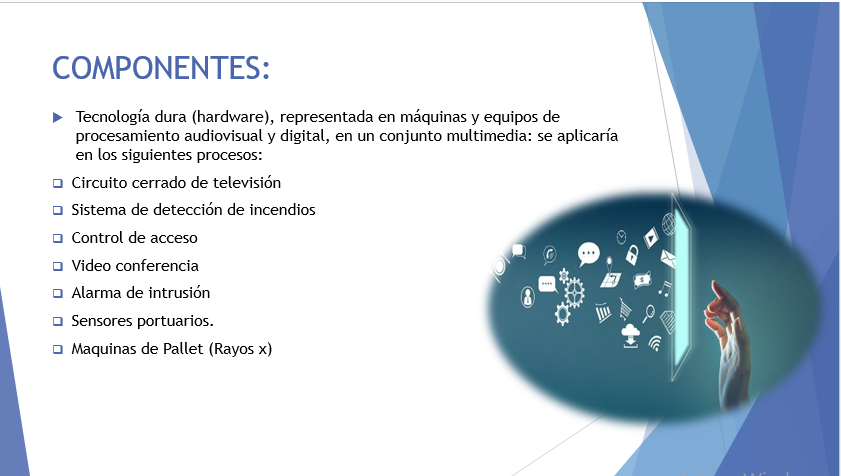 COMPONENTES:
Tecnología dura (hardware), representada en máquinas y equipos de
procesamiento audiovisual y digital, en un conjunto multimedia: se aplicaría
en los siguientes procesos:
Circuito cerrado de televisión
Sistema de detección de incendios
Control de acceso
Video conferencia
Alarma de intrusión
Sensores portuarios.
Maquinas de Pallet (Rayos x)